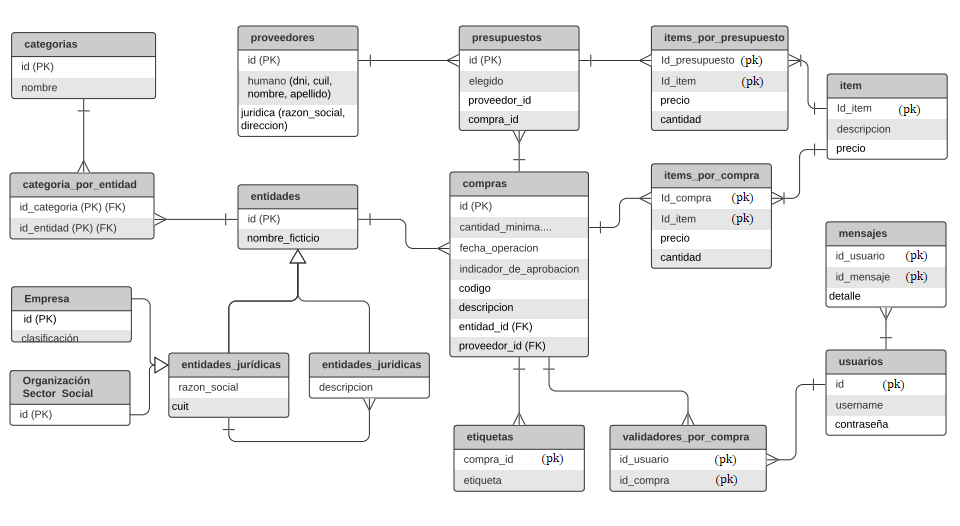 categorias
id (PK)
nombre
proveedores
id (PK)
humano (dni, cuil,
nombre, apellido)
juridica (razon_social,
direccion)
presupuestos
id (PK)
elegido
proveedor_id
compra_id
items_por_presupuesto
Id_presupuesto (pk)
Id_item (pk)
precio
cantidad
item
Id_item (pk)
descripcion
precio
categoria_por_entidad
id_categoria (PK) (FK)
id_entidad (PK) (FK)
entidades
id (PK)
nombre_ficticio
compras
id (PK)
cantidad_minima....
fecha_operacion
indicador_de_aprobacion
codigo
descripcion
entidad_id (FK)
proveedor_id (FK)
items_por_compra
Id_compra (pk)
Id_item (pk)
precio
cantidad
mensajes
id_usuario (pk)
id_mensaje (pk)
detalle
Empresa
id (PK)
clasificación
Organización
Sector Social
id (PK)
entidades_jurídicas
razon_social
cuit
entidades_juridicas
descripcion
usuarios
id (pk)
username
contraseña
etiquetas
compra_id (pk)
etiqueta
validadores_por_compra
id_usuario (pk)
id_compra (pk)